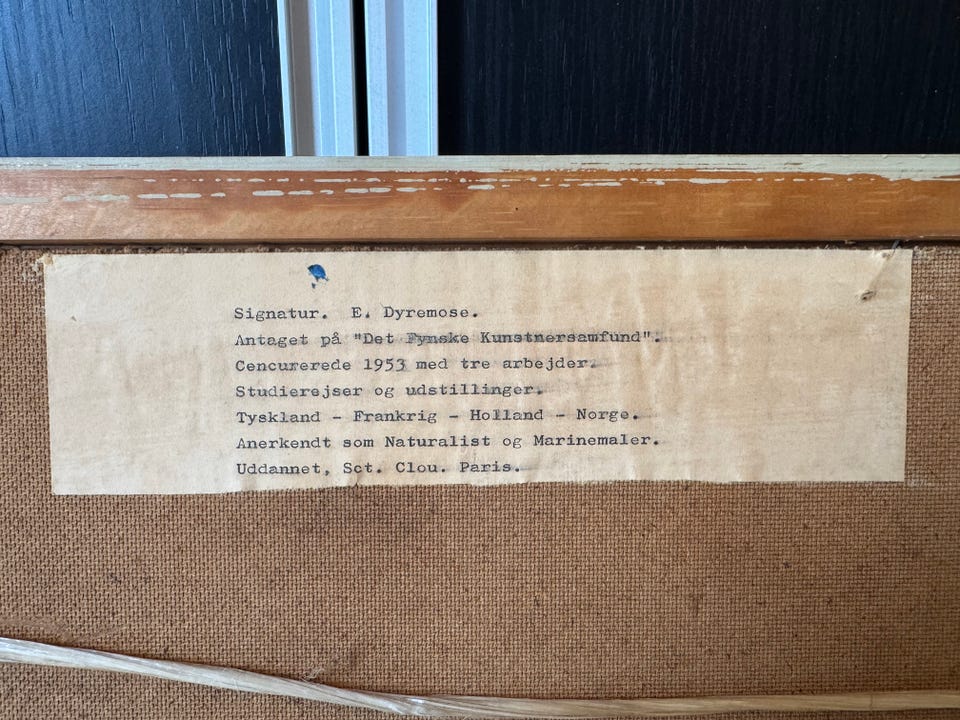 Signatur. E. Dyremose.
Antaget på "Det Fynske Kunstnersamfund".
Cencurerede 1953 med tre arbejder.
Studierejser og udstillinger.
Tyskland - Frankrig - Holland - Norge.
Anerkendt som Naturalist og Marinemaler.
Uddannet, Sct. Clou. Paris.